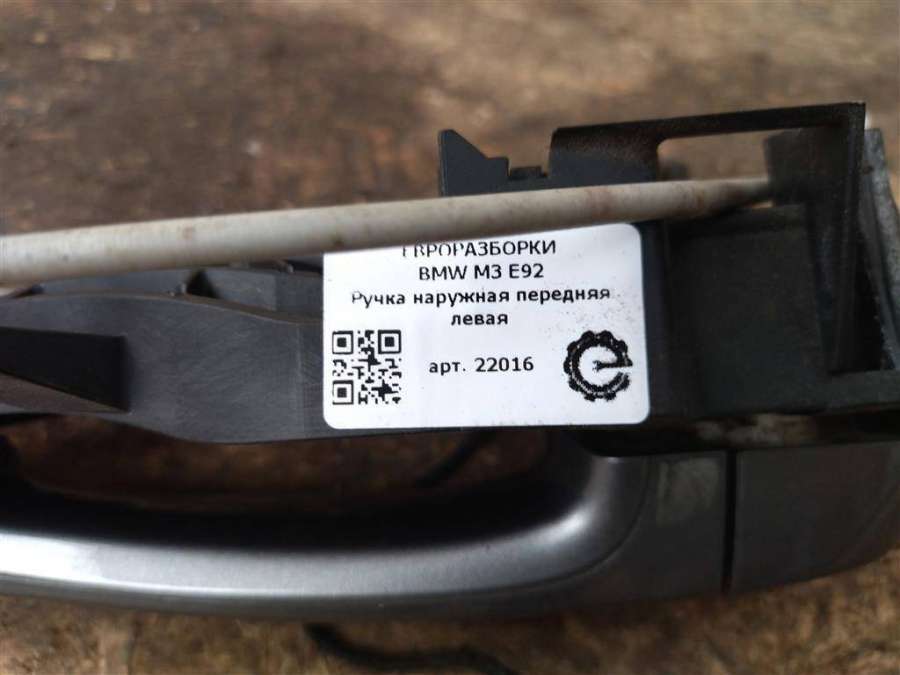 ЕВРОРАЗБОРКИ
BMW M3 E92
Ручка наружная передняя
левая
арт. 22016